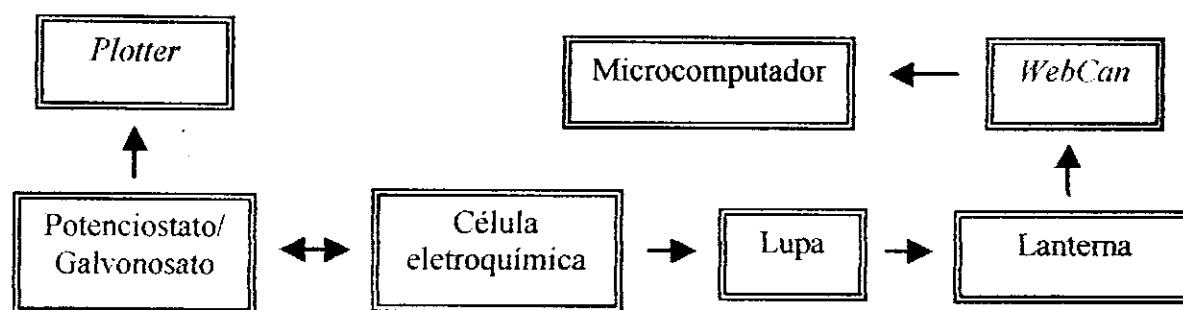 Plotter
Microcomputador
WebCan
Potenciostato/
Galvonosato
Célula
eletroquímica
Lupa
Lanterna